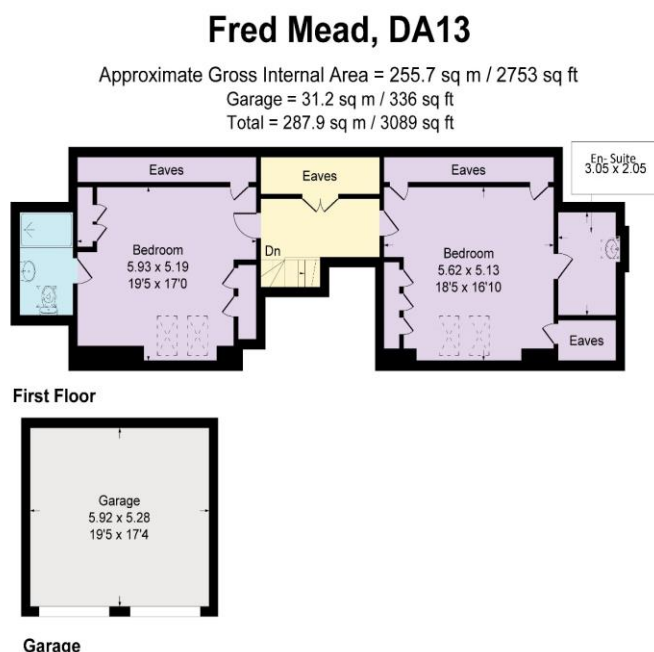 Fred Mead, DA13
Approximate Gross Internal Area = 255.7 sq m / 2753 sq ft
Garage = 31.2 sq m / 336 sq ft
Total = 287.9 sq m / 3089 sq ft
Eaves
Eaves
Eaves
En- Suite
3.05 x 2.05
Bedroom
5.93 x 5.19
19'5 x 17'0
Dn
Bedroom
5.62 x 5.13
18'5 x 16'10
Eaves
First Floor
Garage
5.92 x 5.28
19'5 x 17'4
Garage